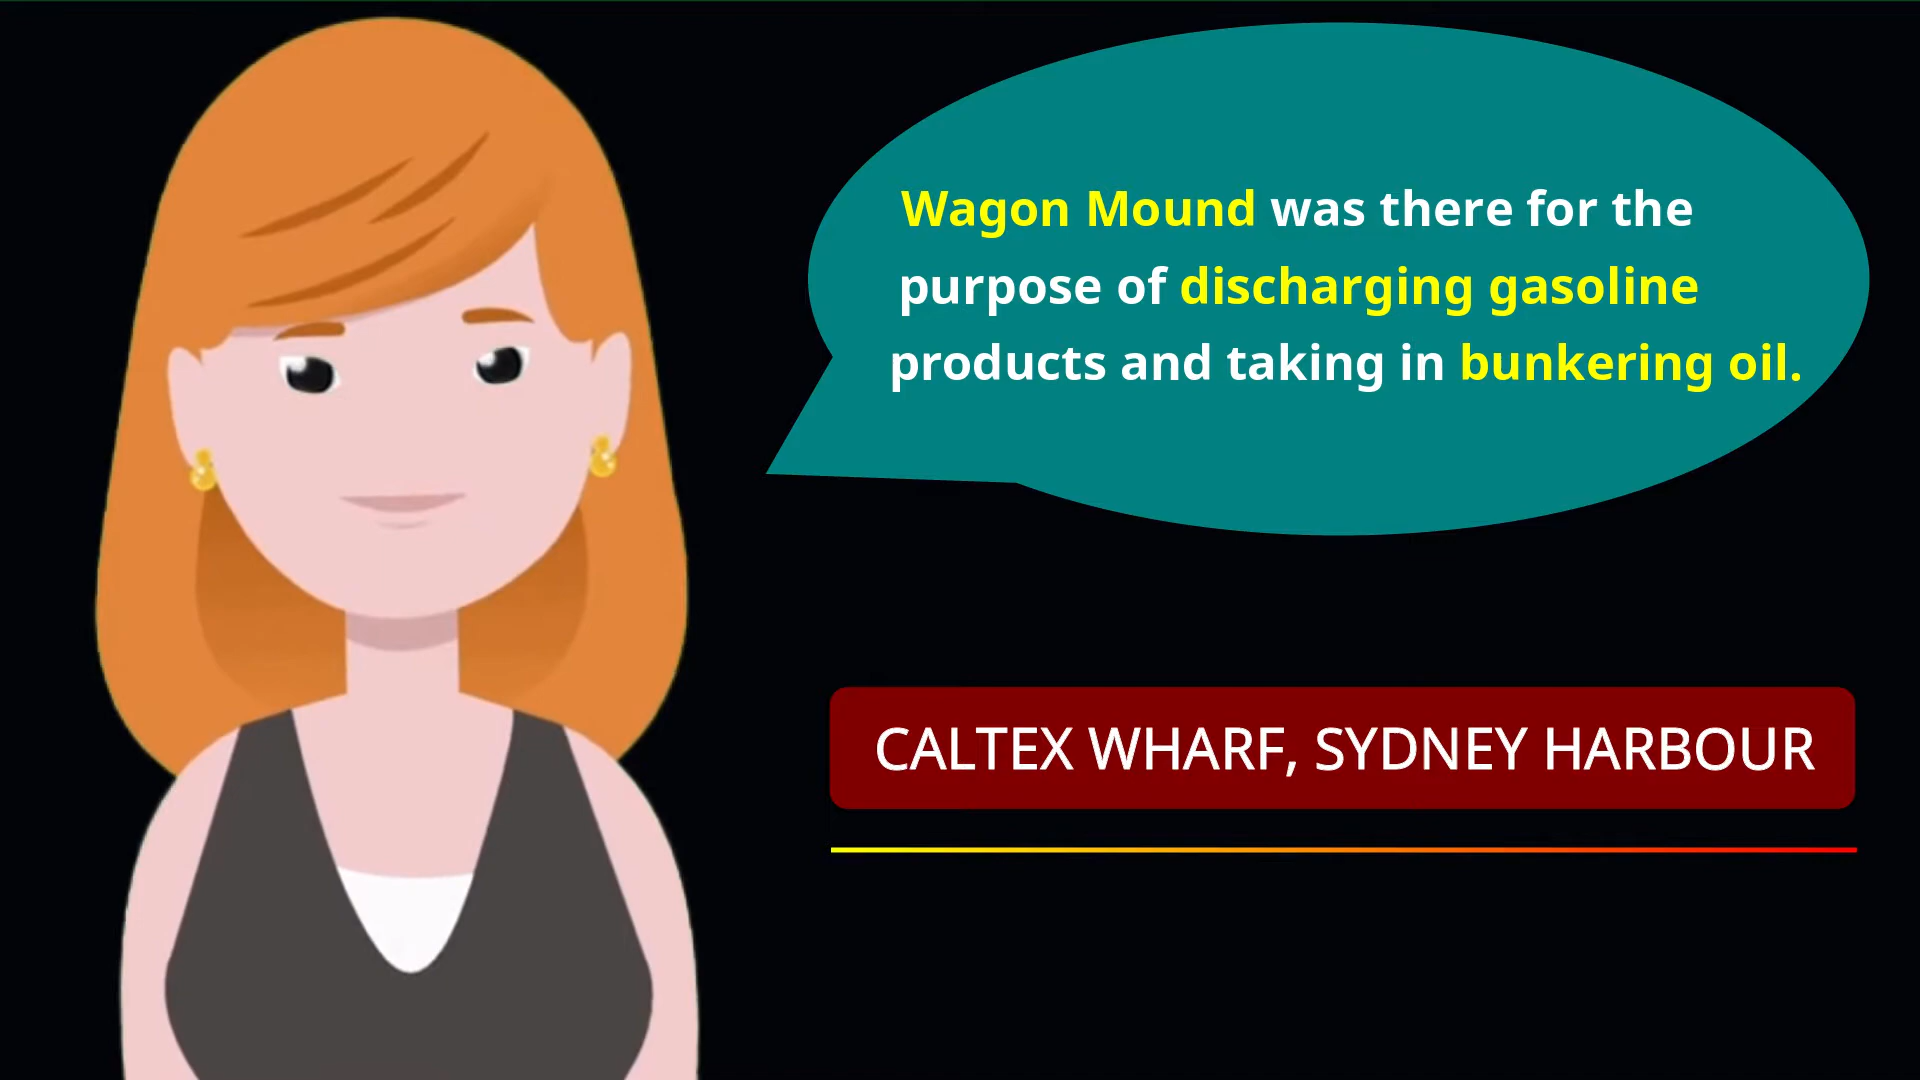 Wagon Mound was there for the
purpose of discharging gasoline
products and taking in bunkering oil.
CALTEX WHARF, SYDNEY HARBOUR